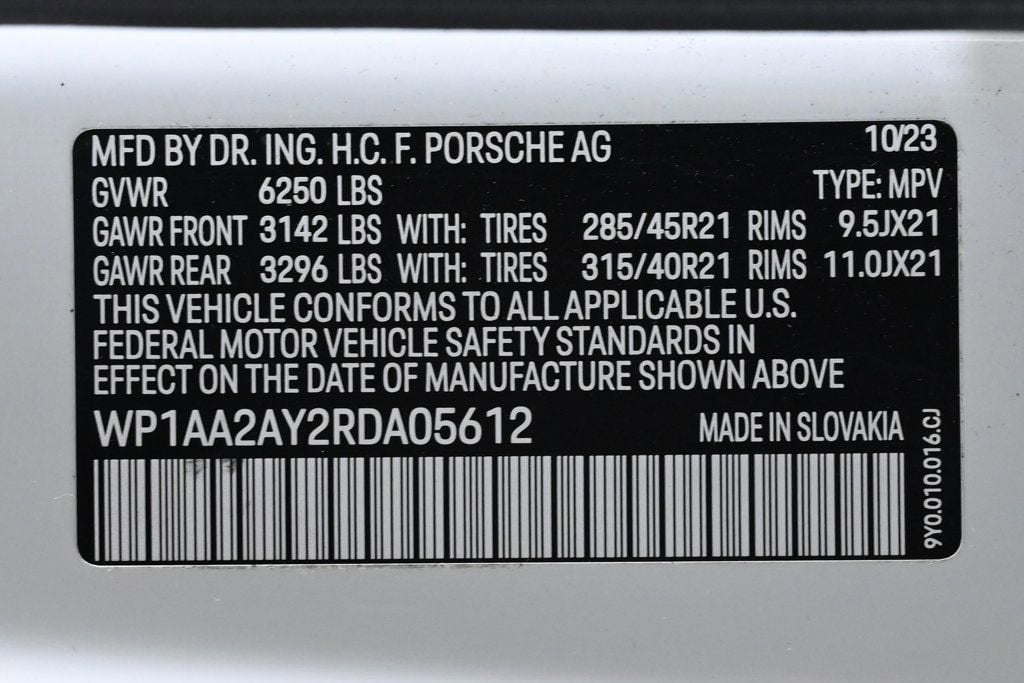 MFD BY DR. ING. H.C. F. PORSCHE AG 10/23
GVWR 6250 LBS TYPE: MPV
GAWR FRONT 3142 LBS WITH: TIRES 285/45R21 RIMS 9.5JX21
GAWR REAR 3296 LBS WITH: TIRES 315/40R21 RIMS 11.0JX21
THIS VEHICLE CONFORMS TO ALL APPLICABLE U.S.
FEDERAL MOTOR VEHICLE SAFETY STANDARDS IN
EFFECT ON THE DATE OF MANUFACTURE SHOWN ABOVE
WP1AA2AY2RDA05612 MADE IN SLOVAKIA
9Y0.010.016.CJ